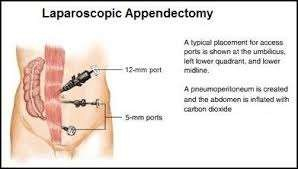 Laparoscopic Appendectomy
A typical placement for access
ports is shown at the umbilious,
left lower quadrant, and lower
midline.
12-mm port
A pneumoperitoneum is created
and the abdomen is inflated with
carbon dioxide
5-mm ports